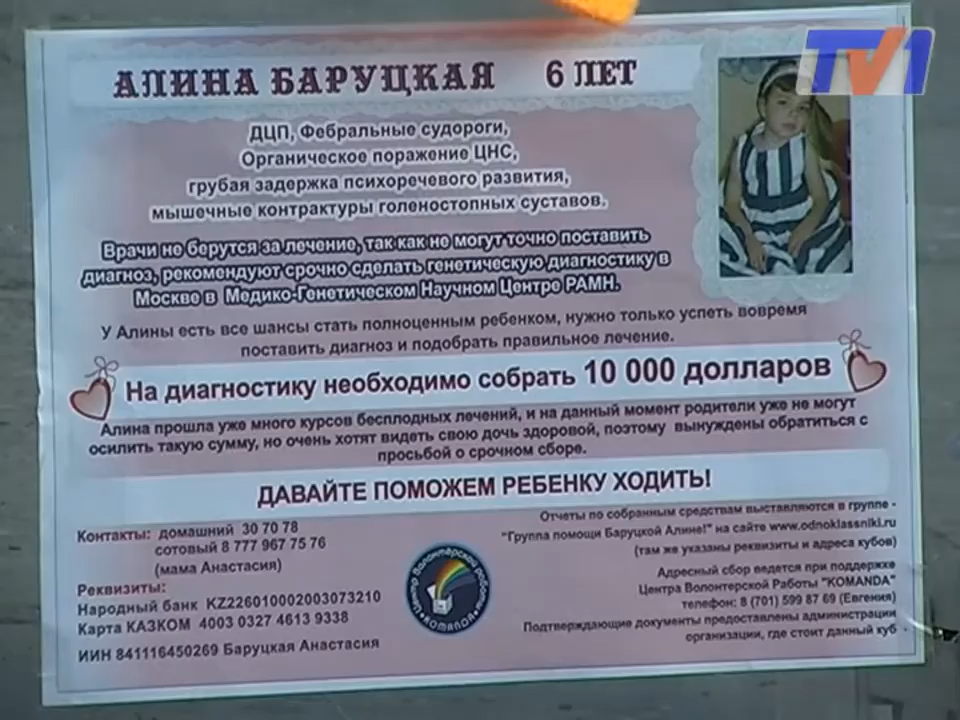 TV1
АЛИНА БАРУЦКАЯ 6 ЛЕТ
ДЦП, Фебральные судороги,
Органическое поражение ЦНС,
грубая задержка психоречевого развития,
мышечные контрактуры голеностопных суставов.
Врачи не берутся за лечение, так как не могут точно поставить
диагноз, рекомендуют срочно сделать генетическую диагностику в
Москве в Медико-Генетическом Научном Центре РАМН.
У Алины есть все шансы стать полноценным ребенком, нужно только успеть вовремя
поставить диагноз и подобрать правильное лечение.
На диагностику необходимо собрать 10 000 долларов
Алина прошла уже много курсов бесплодных лечений, и на данный момент родители уже не могут
осилить такую сумму, но очень хотят видеть свою дочь здоровой, поэтому вынуждены обратиться с
просьбой о срочном сборе.
ДАВАЙТЕ ПОМОЖЕМ РЕБЕНКУ ХОДИТЬ!
Контакты: домашний 30 70 78
сотовый 8 777 967 75 76
(мама Анастасия)
Реквизиты:
Народный банк KZ226010002003073210
Карта КАЗКОМ 4003 0327 4613 9338
ИИН 841116450269 Баруцкая Анастасия
Центр Волонтёрской работы
"КОМАНDА"
Отчеты по собранным средствам выставляются в группе -
"Группа помощи Баруцкой Алине!" на сайте www.odnoklassniki.ru
(там же указаны реквизиты и адреса кубов)
Адресный сбор ведется при поддержке
Центра Волонтерской Работы "KOMANDA"
телефон: 8 (701) 599 87 69 (Евгения)
Подтверждающие документы предоставлены администрации
организации, где стоит данный куб